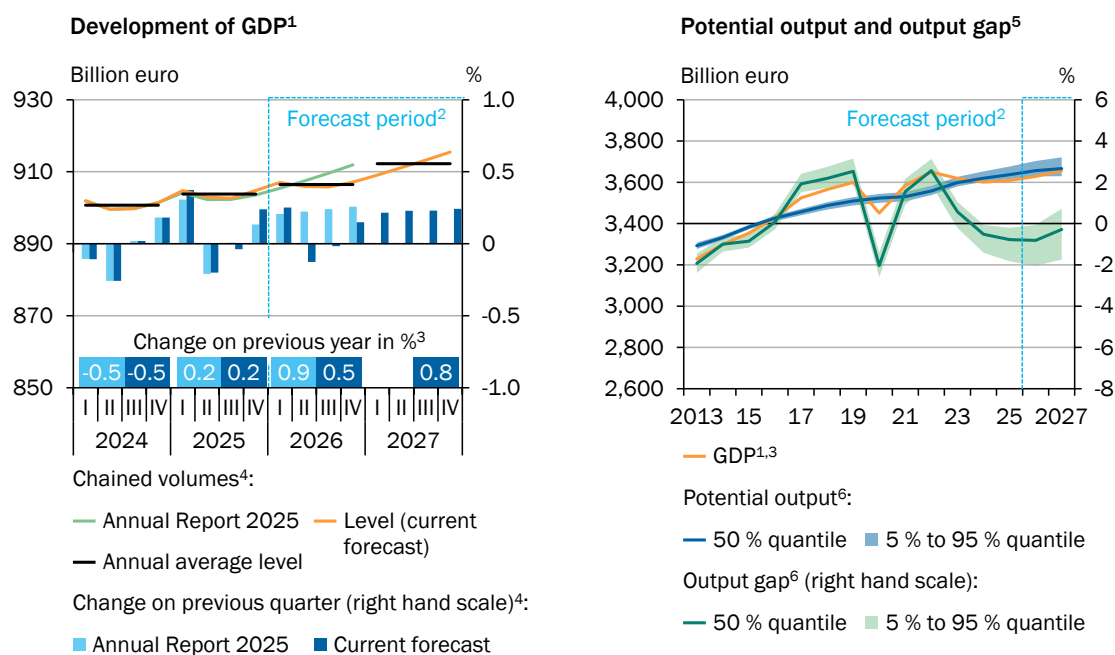 Development of GDP¹
Billion euro %
930 1.0
Forecast period²
910 0.5
890 0
870 -0.5
Change on previous year in %³
-0.5 -0.5 0.2 0.2 0.9 0.5 0.8
850 -1.0
I II III IV I II III IV I II III IV I II III IV
2024 2025 2026 2027
Chained volumes⁴:
Annual Report 2025 Level (current
forecast)
Annual average level
Change on previous quarter (right hand scale)⁴:
Annual Report 2025 Current forecast
Potential output and output gap⁵
Billion euro %
4,000 6
Forecast period²
3,800 4
3,600 2
3,400 0
3,200 -2
3,000 -4
2,800 -6
2,600 -8
2013 15 17 19 21 23 25 2027
GDP¹,³
Potential output⁶:
50 % quantile 5 % to 95 % quantile
Output gap⁶ (right hand scale):
50 % quantile 5 % to 95 % quantile